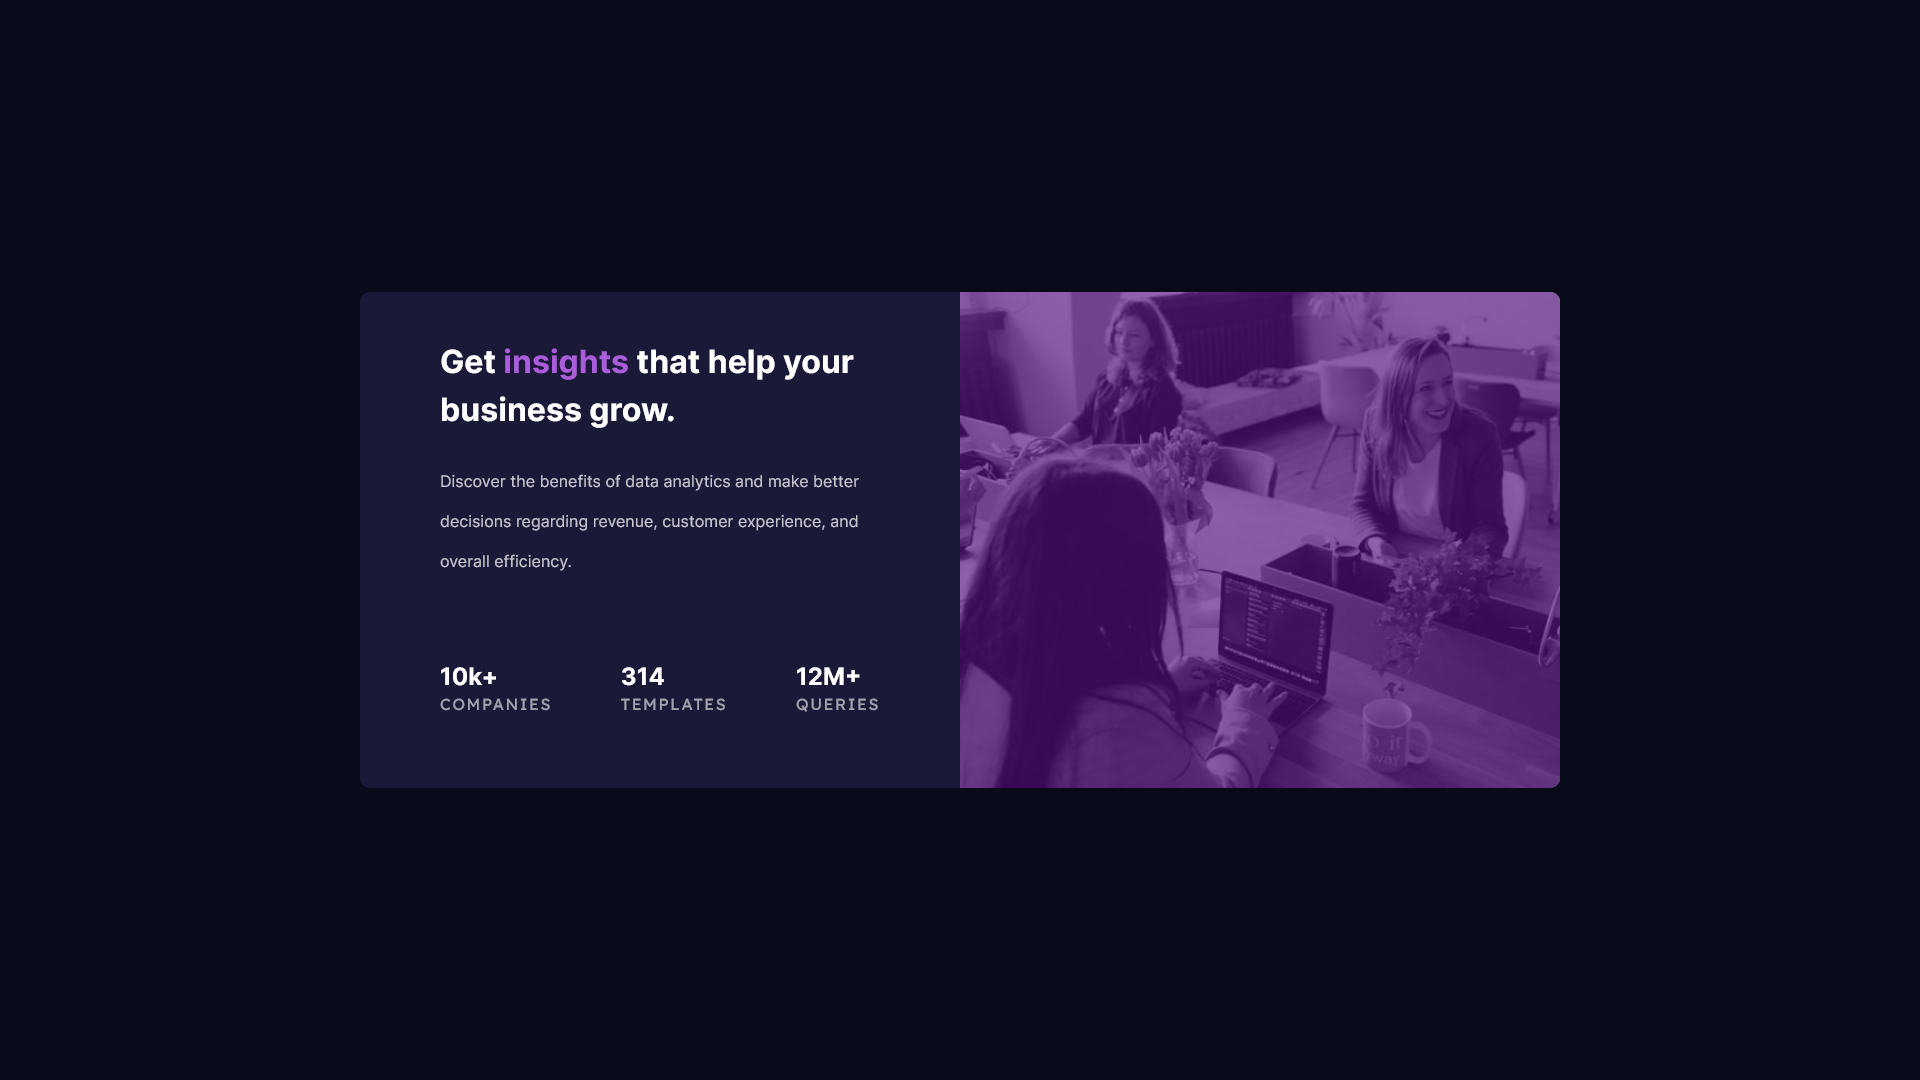 Get insights that help your
business grow.
Discover the benefits of data analytics and make better
decisions regarding revenue, customer experience, and
overall efficiency.
10k+
COMPANIES
314
TEMPLATES
12M+
QUERIES